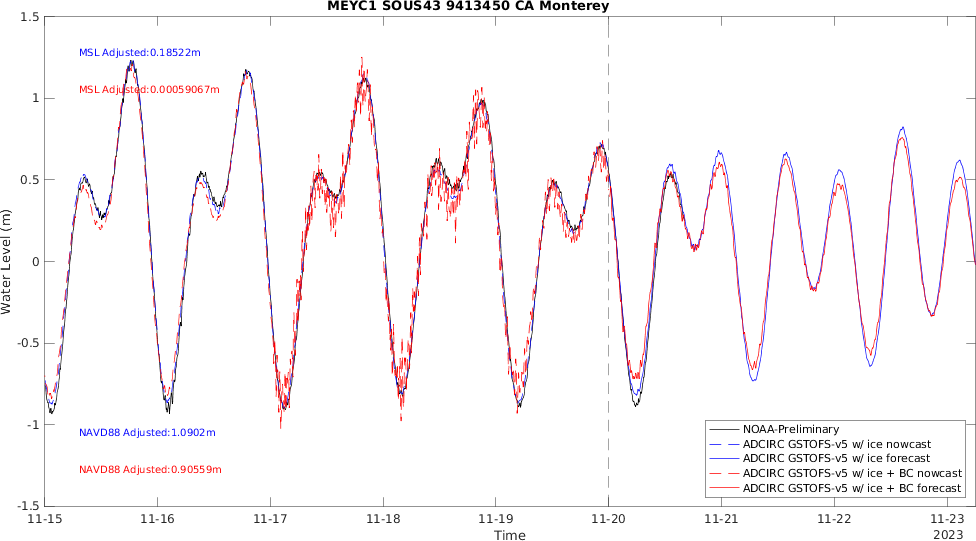 MEYC1 SOUS43 9413450 CA Monterey
1.5
1
0.5
0
-0.5
-1
-1.5
Water Level (m)
MSL Adjusted:0.18522m
MSL Adjusted:0.00059067m
NAVD88 Adjusted:1.0902m
NAVD88 Adjusted:0.90559m
NOAA-Preliminary
ADCIRC GSTOFS-v5 w/ ice nowcast
ADCIRC GSTOFS-v5 w/ ice forecast
ADCIRC GSTOFS-v5 w/ ice + BC nowcast
ADCIRC GSTOFS-v5 w/ ice + BC forecast
11-15 11-16 11-17 11-18 11-19 11-20 11-21 11-22 11-23
Time
2023